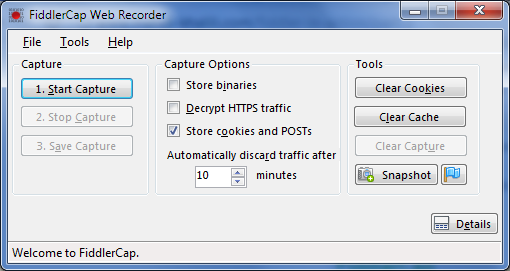 FiddlerCap Web Recorder
File Tools Help
Capture
1. Start Capture
2. Stop Capture
3. Save Capture
Capture Options
Store binaries
Decrypt HTTPS traffic
Store cookies and POSTs
Automatically discard traffic after
10 minutes
Tools
Clear Cookies
Clear Cache
Clear Capture
Snapshot
Details
Welcome to FiddlerCap.